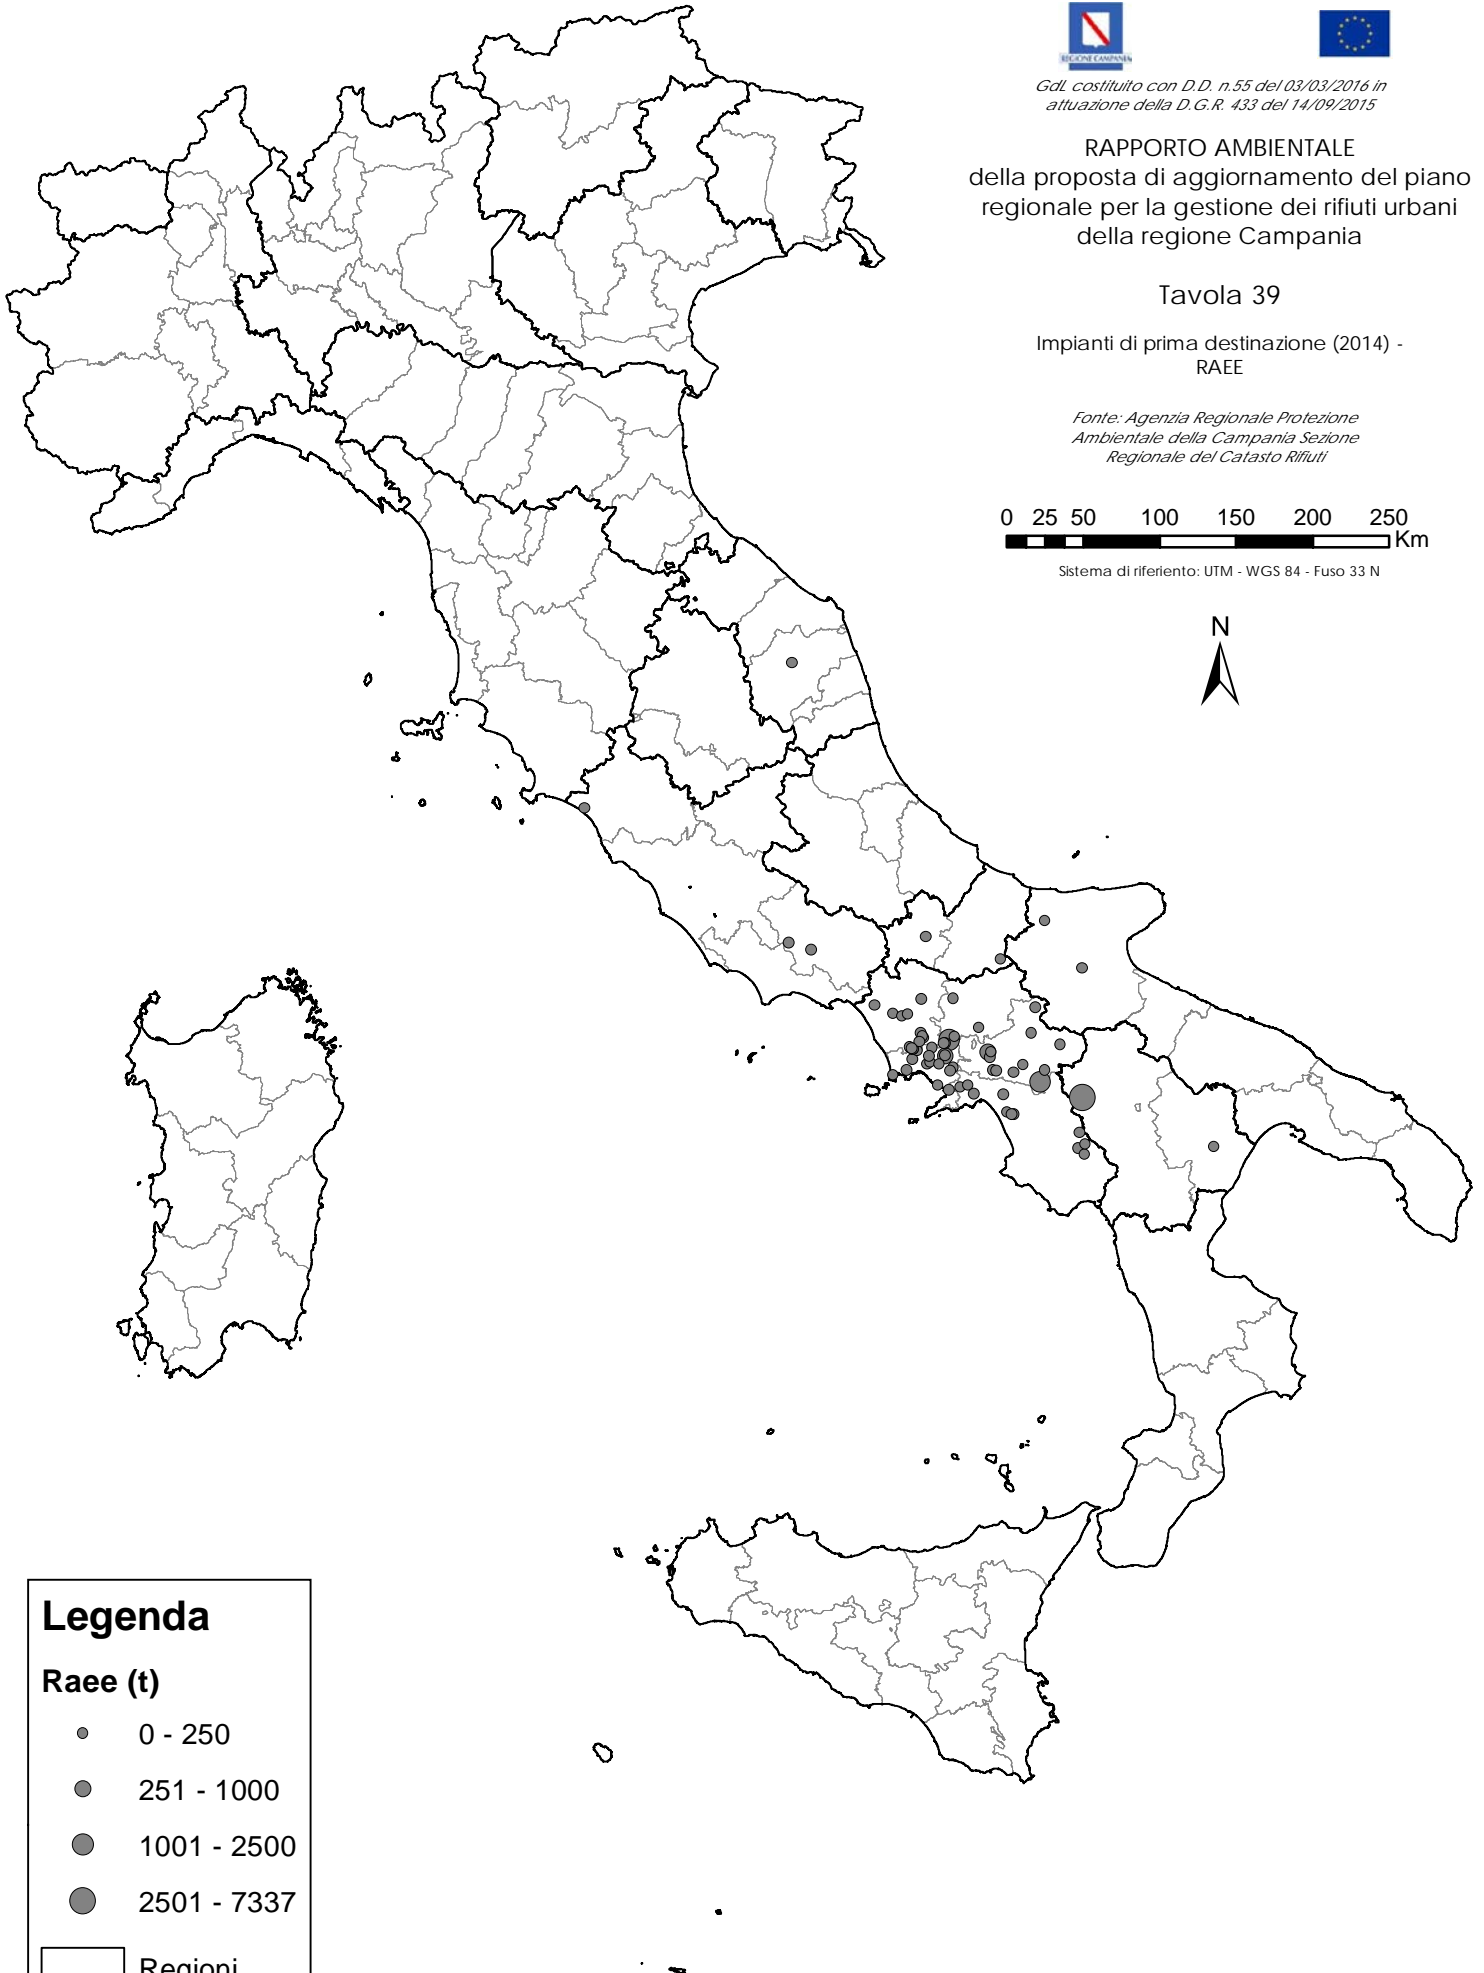 REGIONE CAMPANIA
GdL costituito con D.D. n.55 del 03/03/2016 in
attuazione della D.G.R. 433 del 14/09/2015
RAPPORTO AMBIENTALE
della proposta di aggiornamento del piano
regionale per la gestione dei rifiuti urbani
della regione Campania
Tavola 39
Impianti di prima destinazione (2014) -
RAEE
Fonte: Agenzia Regionale Protezione
Ambientale della Campania Sezione
Regionale del Catasto Rifiuti
0 25 50 100 150 200 250
Km
Sistema di riferiento: UTM - WGS 84 - Fuso 33 N
N
Legenda
Raee (t)
0 - 250
251 - 1000
1001 - 2500
2501 - 7337
Regioni